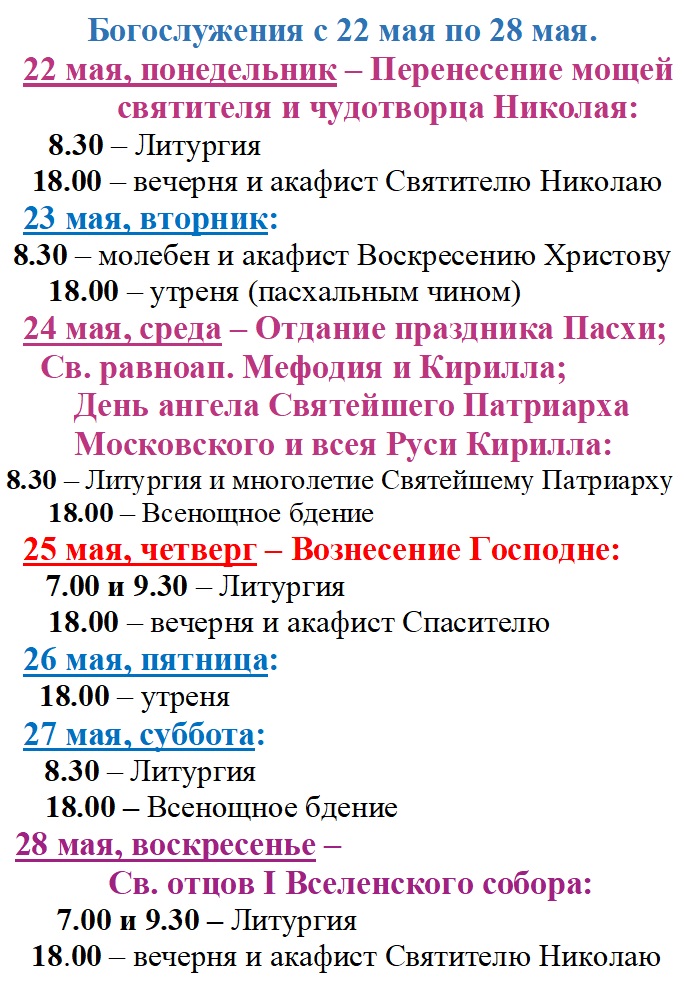 Богослужения с 22 мая по 28 мая.
22 мая, понедельник – Перенесение мощей
святителя и чудотворца Николая:
8.30 – Литургия
18.00 – вечерня и акафист Святителю Николаю
23 мая, вторник:
8.30 – молебен и акафист Воскресению Христову
18.00 – утреня (пасхальным чином)
24 мая, среда – Отдание праздника Пасхи;
Св. равноап. Мефодия и Кирилла;
День ангела Святейшего Патриарха
Московского и всея Руси Кирилла:
8.30 – Литургия и многолетие Святейшему Патриарху
18.00 – Всенощное бдение
25 мая, четверг – Вознесение Господне:
7.00 и 9.30 – Литургия
18.00 – вечерня и акафист Спасителю
26 мая, пятница:
18.00 – утреня
27 мая, суббота:
8.30 – Литургия
18.00 – Всенощное бдение
28 мая, воскресенье –
Св. отцов I Вселенского собора:
7.00 и 9.30 – Литургия
18.00 – вечерня и акафист Святителю Николаю